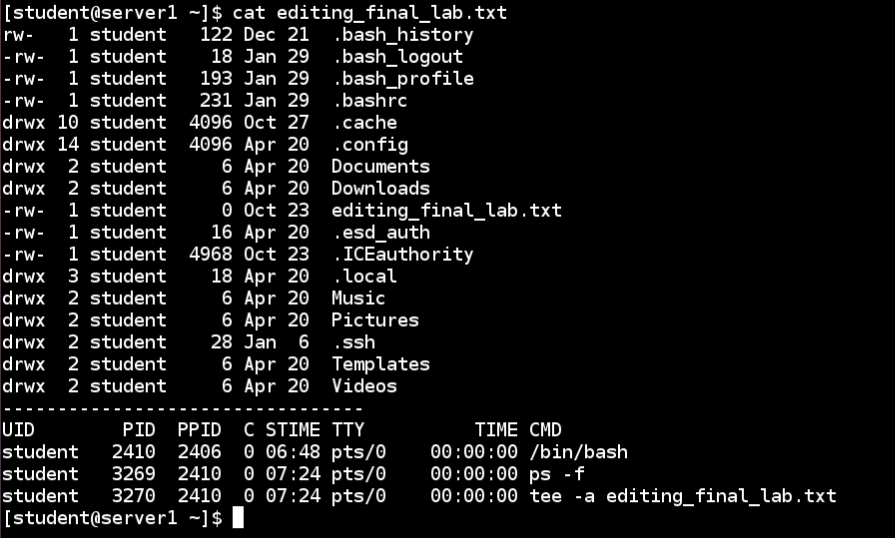 [student@server1 ~]$ cat editing_final_lab.txt
rw-   1 student    122 Dec 21  .bash_history
-rw-  1 student     18 Jan 29  .bash_logout
-rw-  1 student    193 Jan 29  .bash_profile
-rw-  1 student    231 Jan 29  .bashrc
drwx 10 student   4096 Oct 27  .cache
drwx 14 student   4096 Apr 20  .config
drwx  2 student      6 Apr 20  Documents
drwx  2 student      6 Apr 20  Downloads
-rw-  1 student      0 Oct 23  editing_final_lab.txt
-rw-  1 student     16 Apr 20  .esd_auth
-rw-  1 student   4968 Oct 23  .ICEauthority
drwx  3 student     18 Apr 20  .local
drwx  2 student      6 Apr 20  Music
drwx  2 student      6 Apr 20  Pictures
drwx  2 student     28 Jan  6  .ssh
drwx  2 student      6 Apr 20  Templates
drwx  2 student      6 Apr 20  Videos
---------------------------------
UID        PID  PPID  C STIME TTY          TIME CMD
student   2410  2406  0 06:48 pts/0    00:00:00 /bin/bash
student   3269  2410  0 07:24 pts/0    00:00:00 ps -f
student   3270  2410  0 07:24 pts/0    00:00:00 tee -a editing_final_lab.txt
[student@server1 ~]$